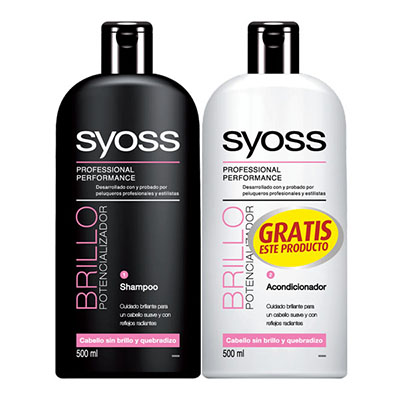 syoss
PROFESSIONAL
PERFORMANCE
Desarrollado con y probado por
peluqueros profesionales y estilistas
BRILLO
POTENCIALIZADOR
1
Shampoo
Cuidado brillante para
un cabello suave y con
reflejos radiantes
Cabello sin brillo y quebradizo
500 ml
syoss
PROFESSIONAL
PERFORMANCE
Desarrollado con y probado por
peluqueros profesionales y estilistas
BRILLO
POTENCIALIZADOR
GRATIS
ESTE PRODUCTO
2
Acondicionador
Cuidado brillante para
un cabello suave y con
reflejos radiantes
Cabello sin brillo y quebradizo
500 ml